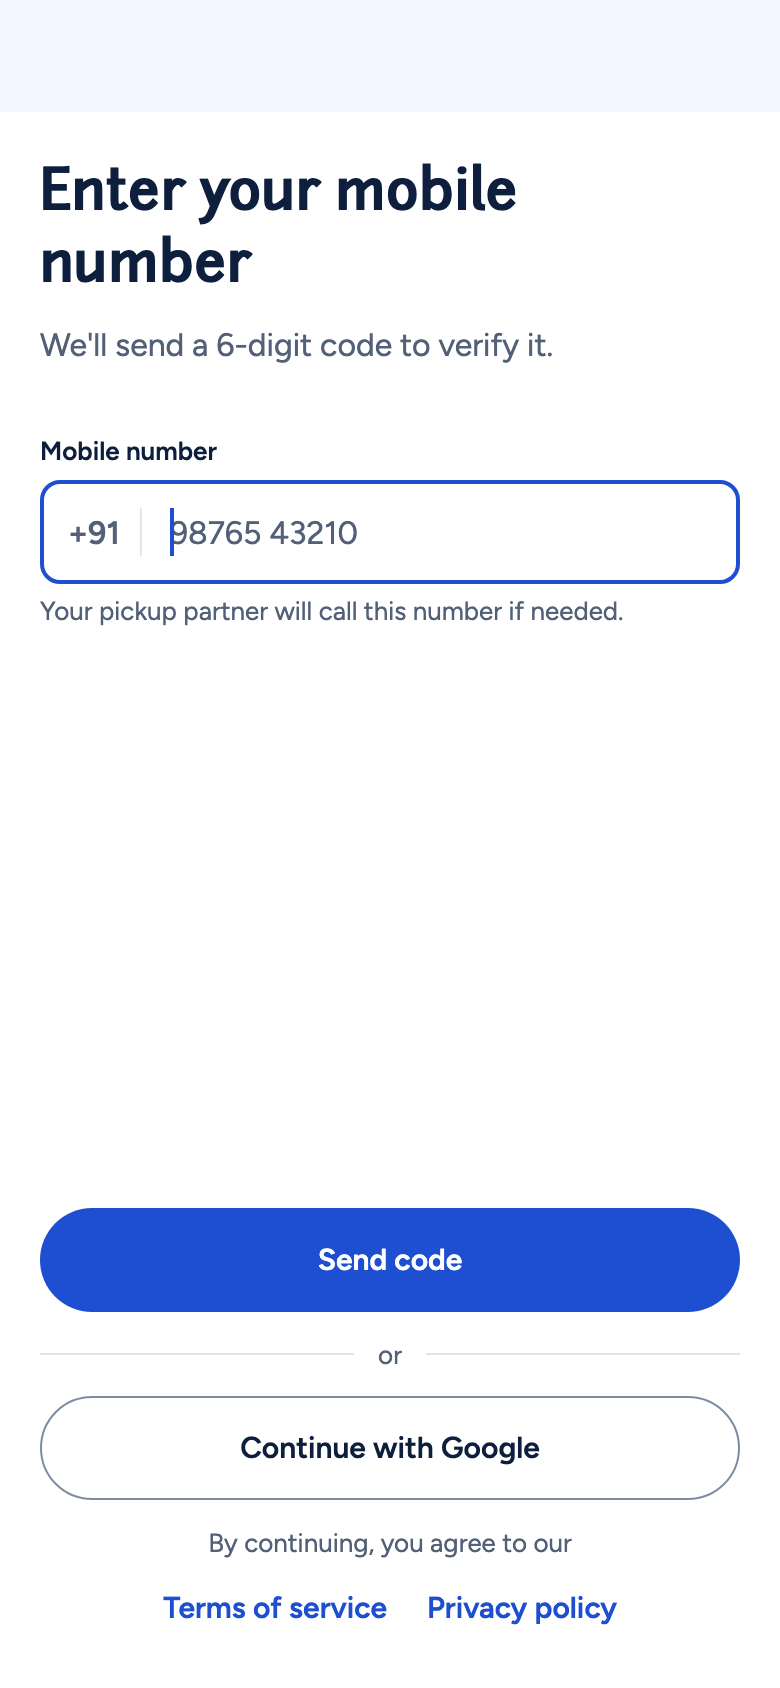 Enter your mobile
number
We'll send a 6-digit code to verify it.
Mobile number
+91 98765 43210
Your pickup partner will call this number if needed.
Send code
or
Continue with Google
By continuing, you agree to our
Terms of service Privacy policy